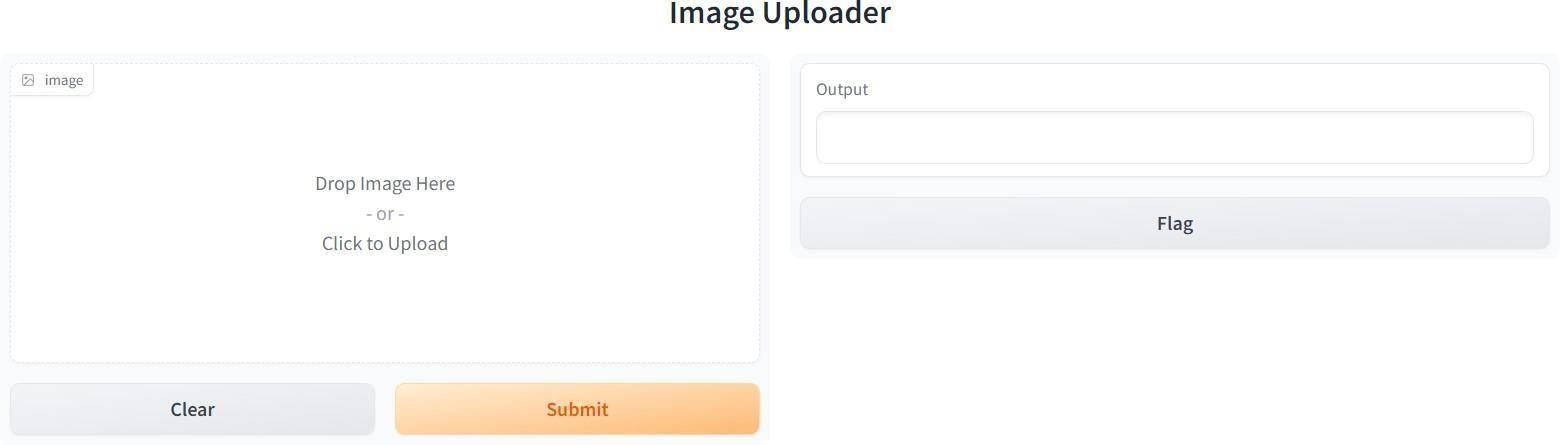 Image Uploader
image
Drop Image Here
- or -
Click to Upload
Clear
Submit
Output
Flag